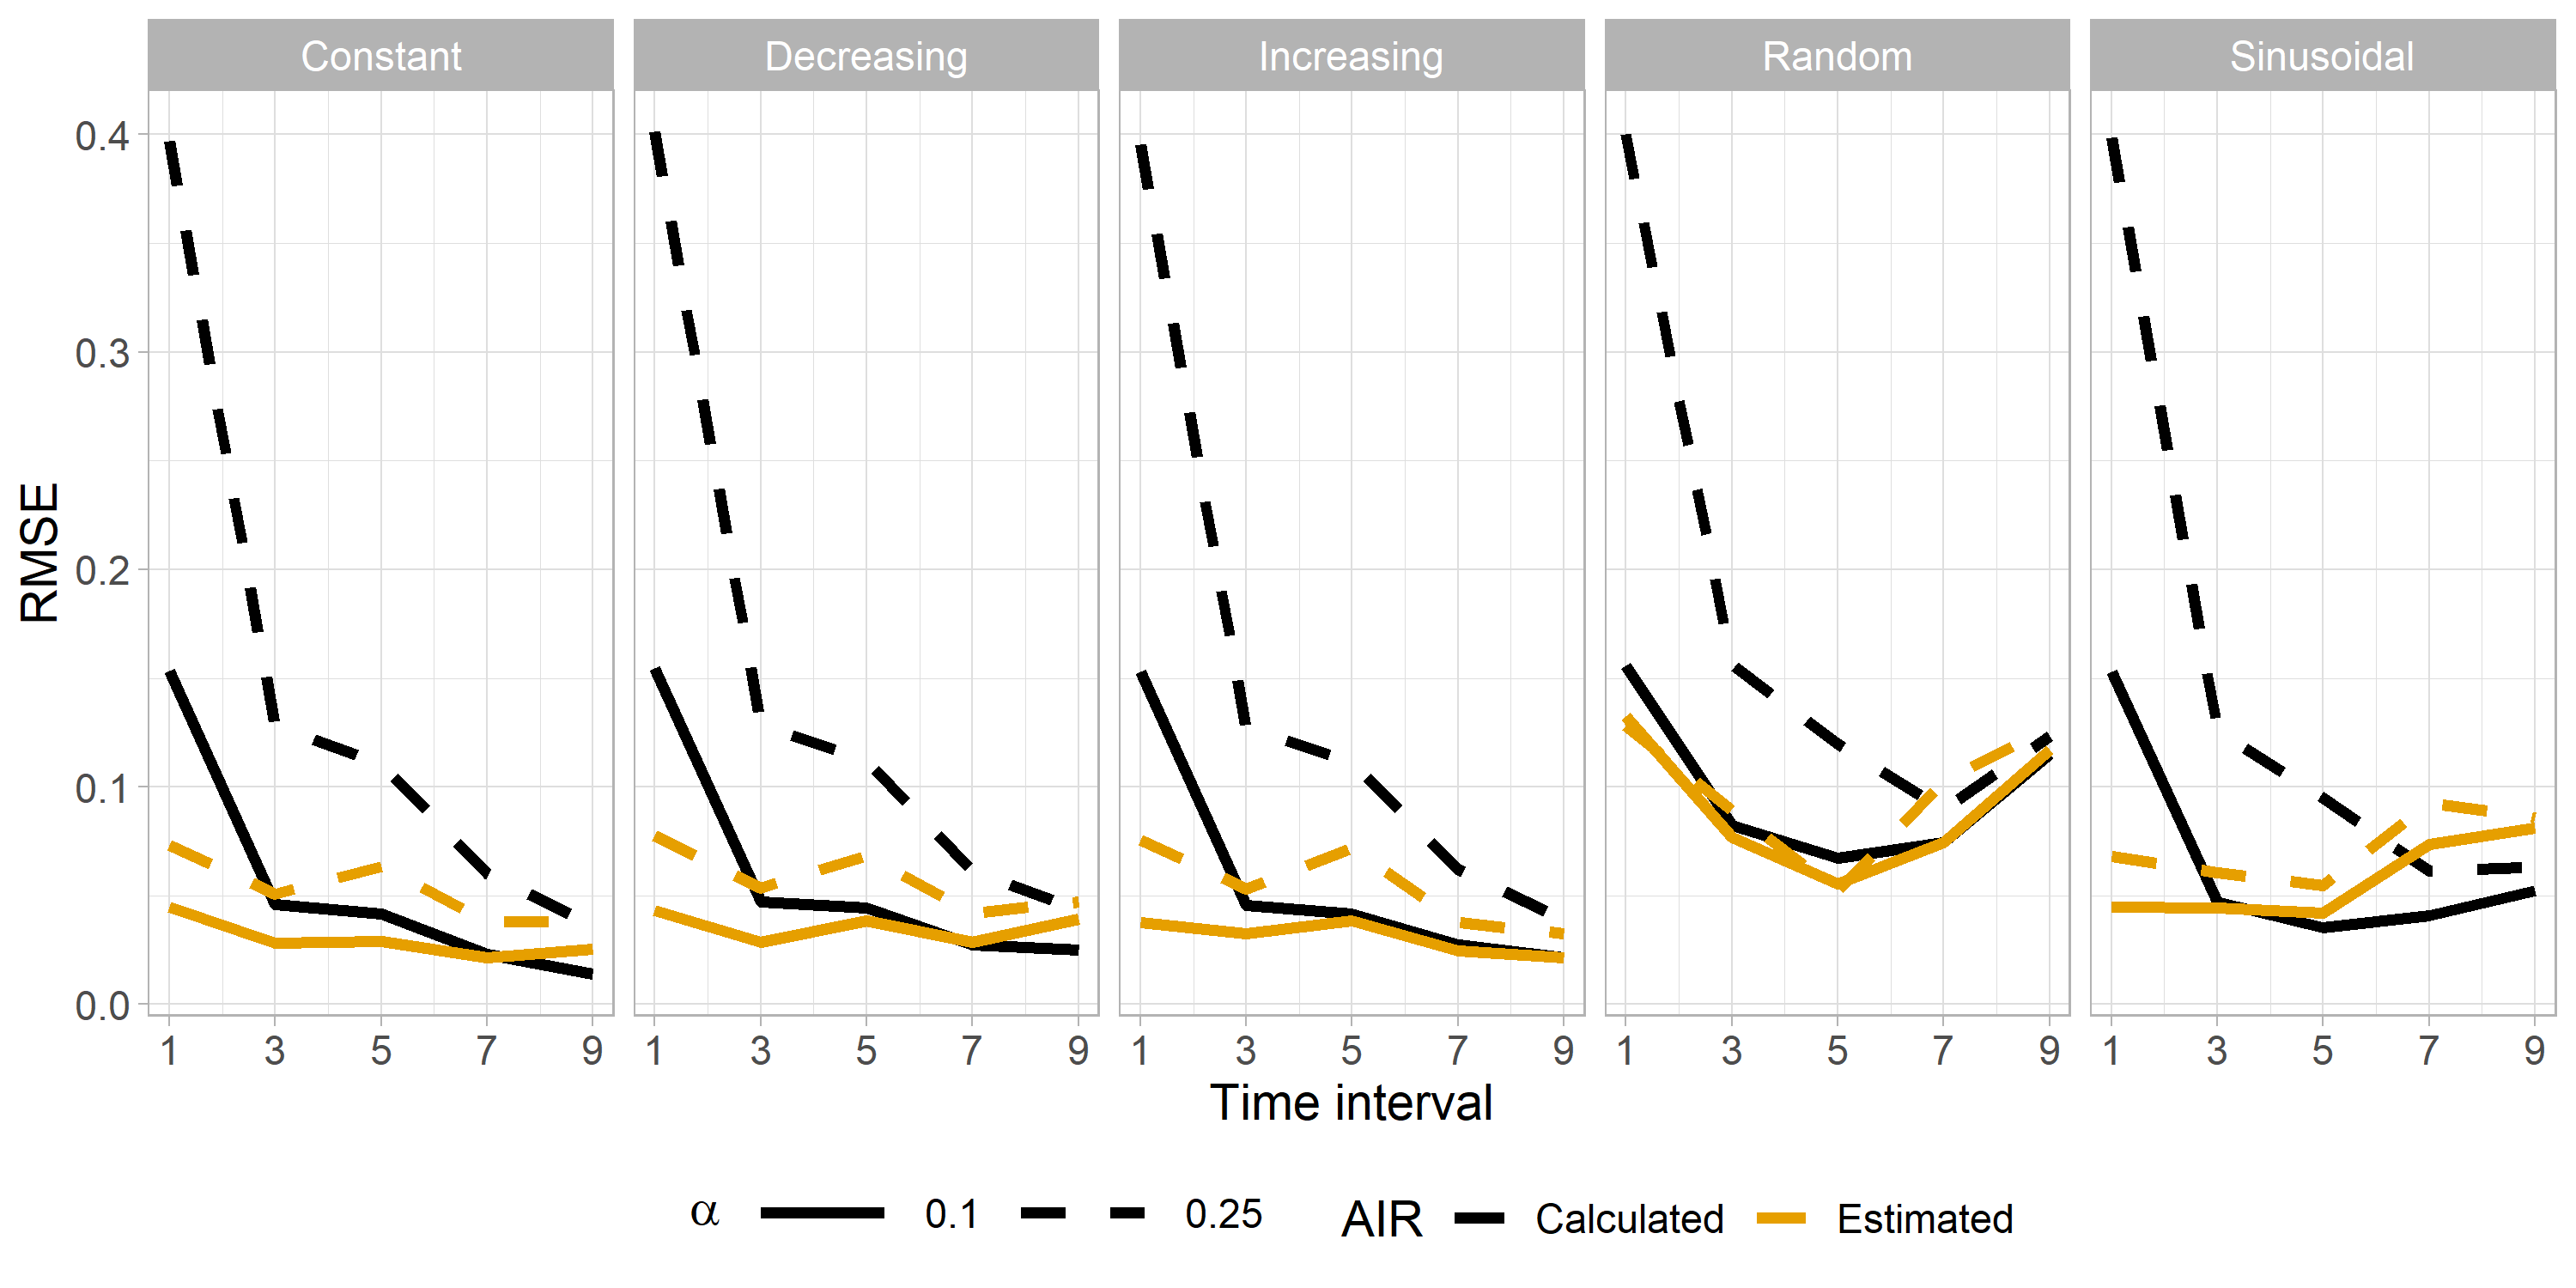 Constant Decreasing Increasing Random Sinusoidal
0.4
0.3
0.2
0.1
0.0
RMSE
1 3 5 7 9 1 3 5 7 9 1 3 5 7 9 1 3 5 7 9 1 3 5 7 9
Time interval
α 0.1 0.25 AIR Calculated Estimated